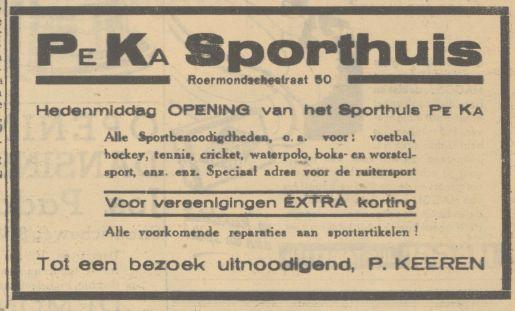 PEKA Sporthuis
Roermondschestraat 50
Hedenmiddag OPENING van het Sporthuis PE KA
Alle Sportbenoodigdheden, o.a. voor: voetbal,
hockey, tennis, cricket, waterpolo, boks- en worstel-
sport, enz. enz. Speciaal adres voor de ruitersport
Voor vereenigingen EXTRA korting
Alle voorkomende reparaties aan sportartikelen!
Tot een bezoek uitnoodigend, P. KEEREN